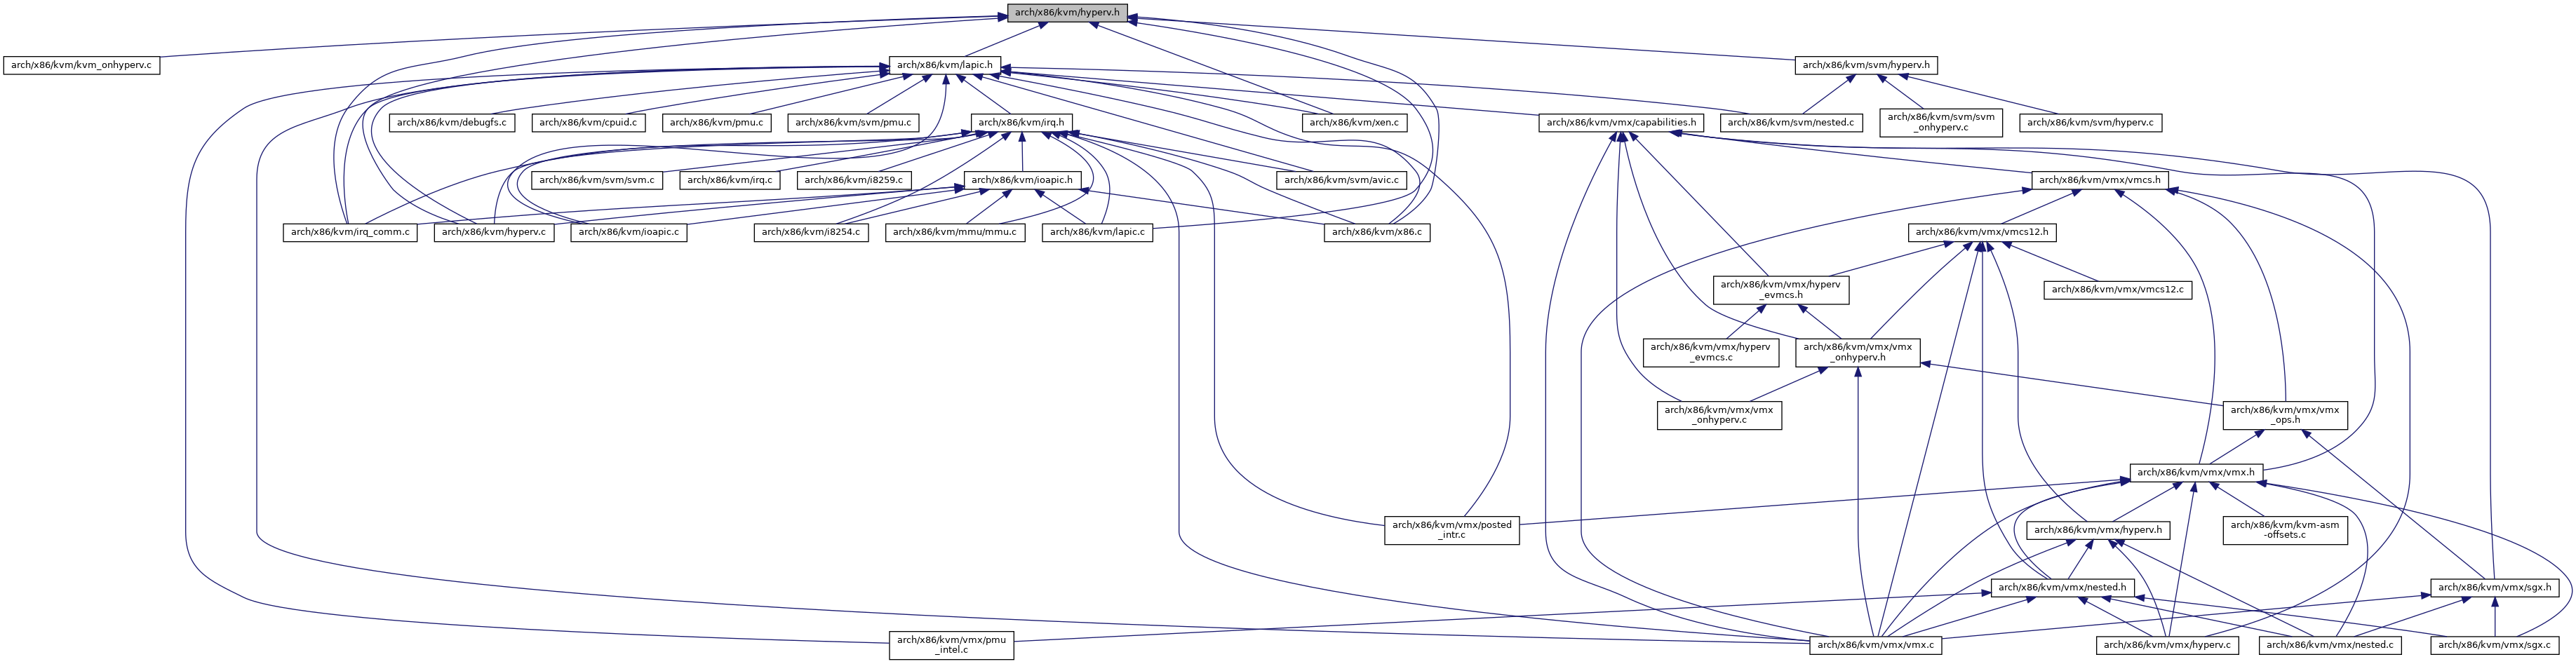 arch/x86/kvm/hyperv.h
arch/x86/kvm/kvm_onhyperv.c
arch/x86/kvm/lapic.h
arch/x86/kvm/svm/hyperv.h
arch/x86/kvm/debugfs.c
arch/x86/kvm/cpuid.c
arch/x86/kvm/pmu.c
arch/x86/kvm/svm/pmu.c
arch/x86/kvm/irq.h
arch/x86/kvm/xen.c
arch/x86/kvm/vmx/capabilities.h
arch/x86/kvm/svm/nested.c
arch/x86/kvm/svm/svm
_onhyperv.c
arch/x86/kvm/svm/hyperv.c
arch/x86/kvm/svm/svm.c
arch/x86/kvm/irq.c
arch/x86/kvm/i8259.c
arch/x86/kvm/ioapic.h
arch/x86/kvm/svm/avic.c
arch/x86/kvm/vmx/vmcs.h
arch/x86/kvm/irq_comm.c
arch/x86/kvm/hyperv.c
arch/x86/kvm/ioapic.c
arch/x86/kvm/i8254.c
arch/x86/kvm/mmu/mmu.c
arch/x86/kvm/lapic.c
arch/x86/kvm/x86.c
arch/x86/kvm/vmx/vmcs12.h
arch/x86/kvm/vmx/hyperv
_evmcs.h
arch/x86/kvm/vmx/vmcs12.c
arch/x86/kvm/vmx/hyperv
_evmcs.c
arch/x86/kvm/vmx/vmx
_onhyperv.h
arch/x86/kvm/vmx/vmx
_onhyperv.c
arch/x86/kvm/vmx/vmx
_ops.h
arch/x86/kvm/vmx/vmx.h
arch/x86/kvm/vmx/posted
_intr.c
arch/x86/kvm/vmx/hyperv.h
arch/x86/kvm/kvm-asm
-offsets.c
arch/x86/kvm/vmx/nested.h
arch/x86/kvm/vmx/sgx.h
arch/x86/kvm/vmx/pmu
_intel.c
arch/x86/kvm/vmx/vmx.c
arch/x86/kvm/vmx/hyperv.c
arch/x86/kvm/vmx/nested.c
arch/x86/kvm/vmx/sgx.c